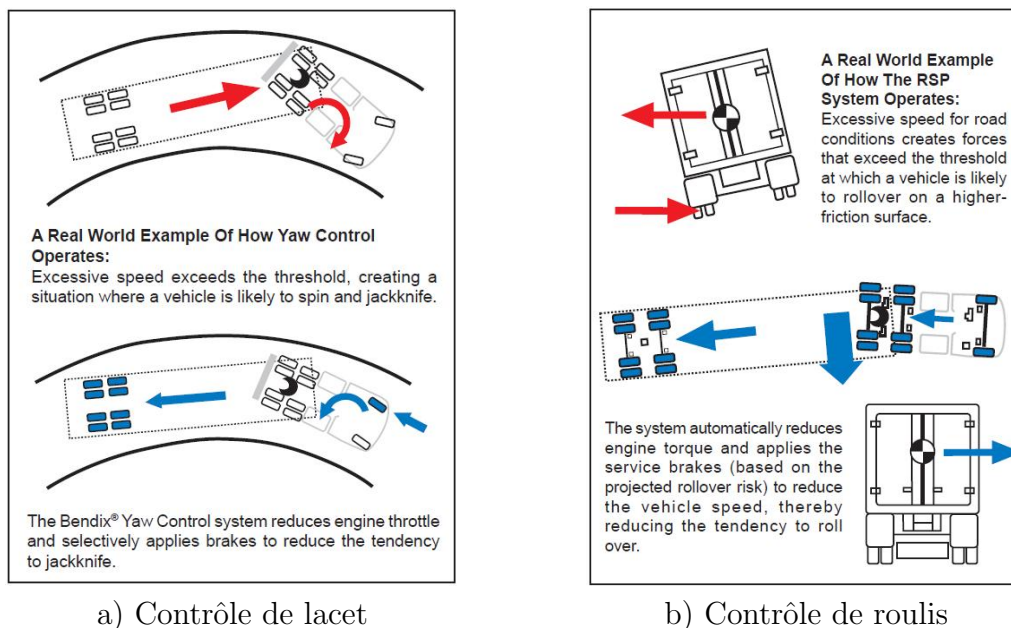 A Real World Example Of How Yaw Control
Operates:
Excessive speed exceeds the threshold, creating a
situation where a vehicle is likely to spin and jackknife.
The Bendix® Yaw Control system reduces engine throttle
and selectively applies brakes to reduce the tendency
to jackknife.
a) Contrôle de lacet
A Real World Example
Of How The RSP
System Operates:
Excessive speed for road
conditions creates forces
that exceed the threshold
at which a vehicle is likely
to rollover on a higher-
friction surface.
The system automatically reduces
engine torque and applies the
service brakes (based on the
projected rollover risk) to reduce
the vehicle speed, thereby
reducing the tendency to roll
over.
b) Contrôle de roulis